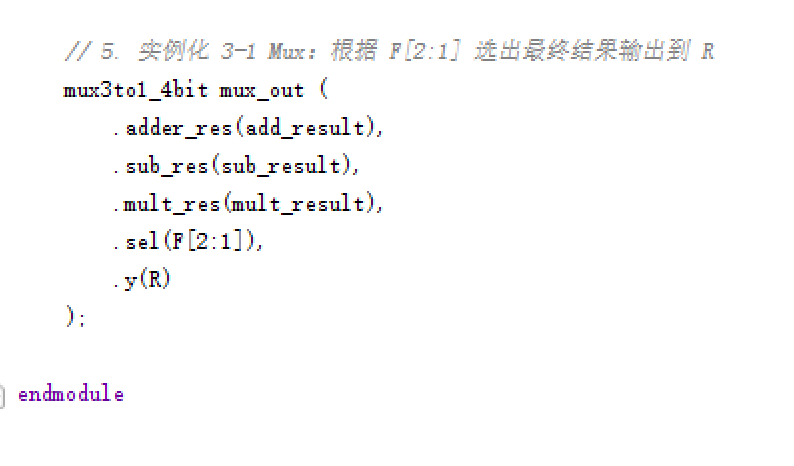 // 5. 实例化 3-1 Mux：根据 F[2:1] 选出最终结果输出到 R
mux3to1_4bit mux_out (
.adder_res(add_result),
.sub_res(sub_result),
.mult_res(mult_result),
.sel(F[2:1]),
.y(R)
);
endmodule